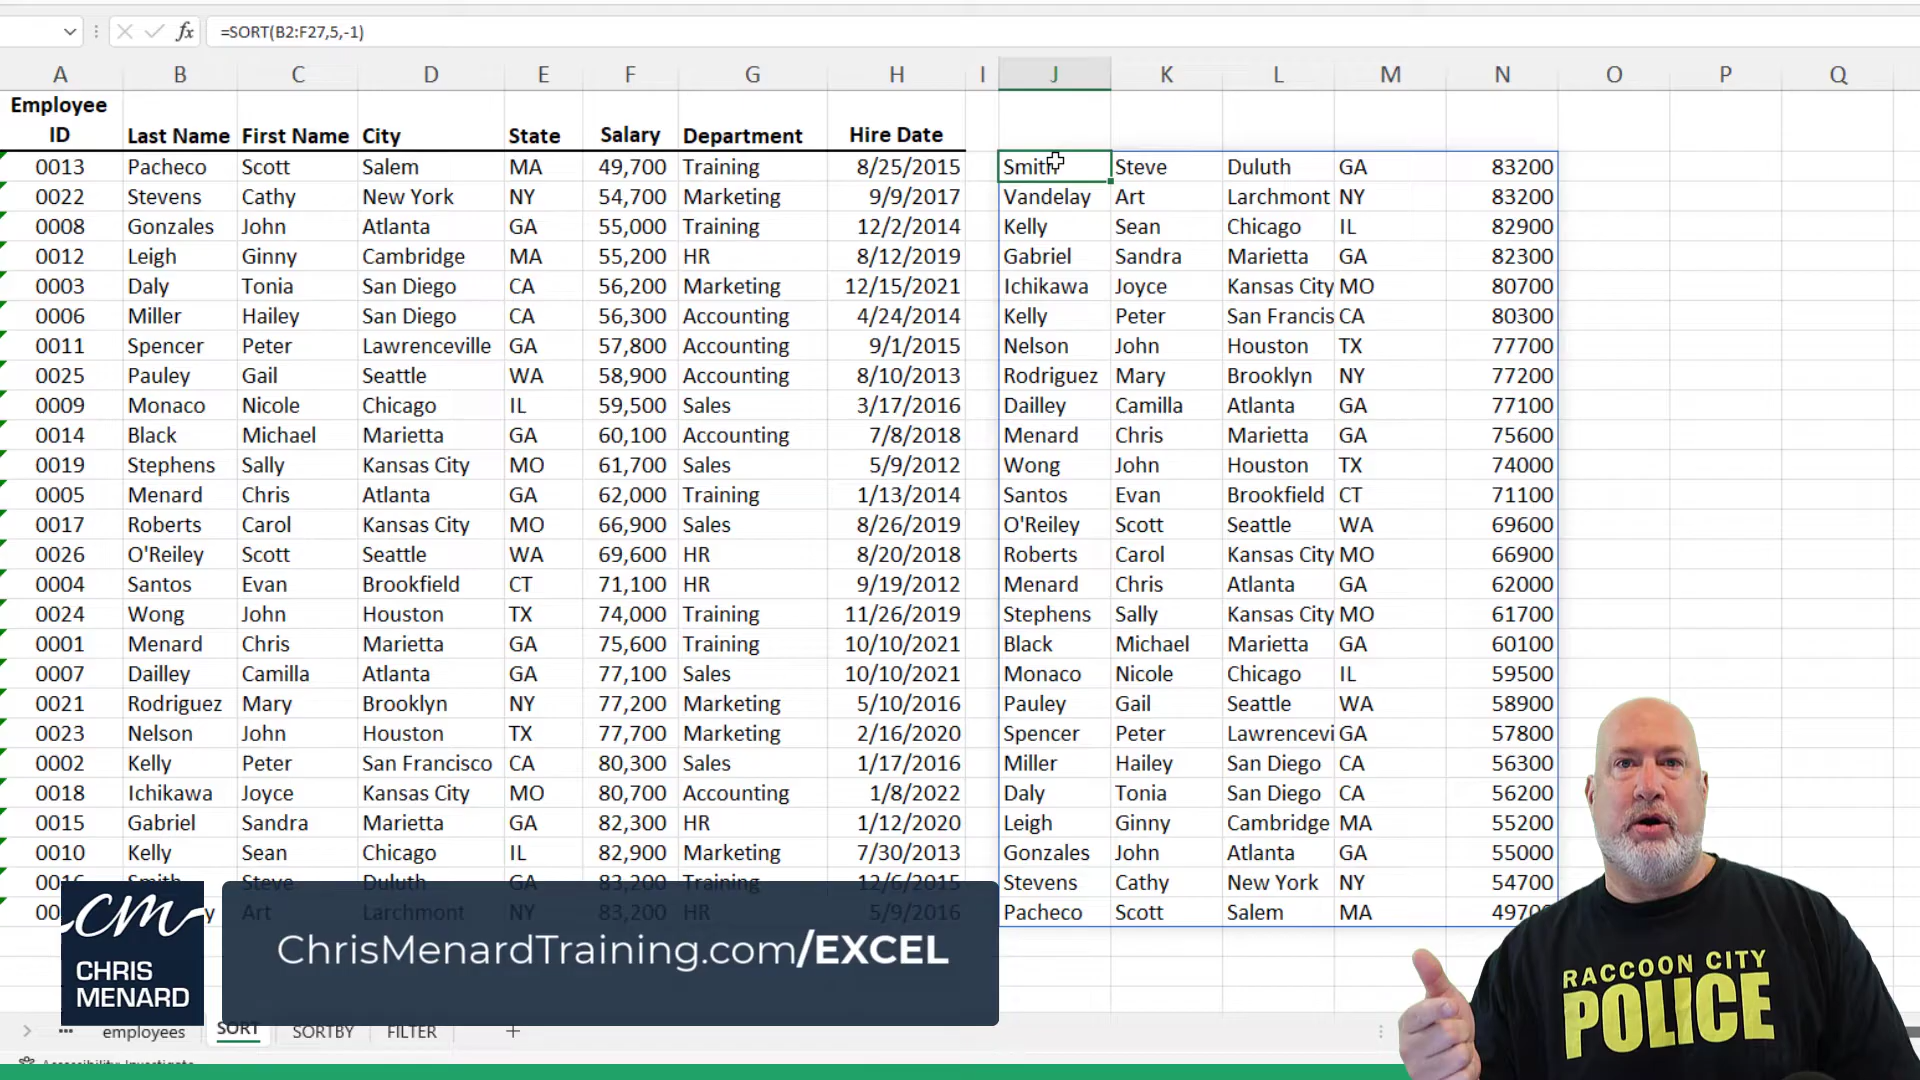 =SORT(B2:F27,5,-1)
A B C D E F G H I J K L M N O P Q
Employee
ID Last Name First Name City State Salary Department Hire Date
0013 Pacheco Scott Salem MA 49,700 Training 8/25/2015 Smith Steve Duluth GA 83200
0022 Stevens Cathy New York NY 54,700 Marketing 9/9/2017 Vandelay Art Larchmont NY 83200
0008 Gonzales John Atlanta GA 55,000 Training 12/2/2014 Kelly Sean Chicago IL 82900
0012 Leigh Ginny Cambridge MA 55,200 HR 8/12/2019 Gabriel Sandra Marietta GA 82300
0003 Daly Tonia San Diego CA 56,200 Marketing 12/15/2021 Ichikawa Joyce Kansas City MO 80700
0006 Miller Hailey San Diego CA 56,300 Accounting 4/24/2014 Kelly Peter San Francis CA 80300
0011 Spencer Peter Lawrenceville GA 57,800 Accounting 9/1/2015 Nelson John Houston TX 77700
0025 Pauley Gail Seattle WA 58,900 Accounting 8/10/2013 Rodriguez Mary Brooklyn NY 77200
0009 Monaco Nicole Chicago IL 59,500 Sales 3/17/2016 Dailley Camilla Atlanta GA 77100
0014 Black Michael Marietta GA 60,100 Accounting 7/8/2018 Menard Chris Marietta GA 75600
0019 Stephens Sally Kansas City MO 61,700 Sales 5/9/2012 Wong John Houston TX 74000
0005 Menard Chris Atlanta GA 62,000 Training 1/13/2014 Santos Evan Brookfield CT 71100
0017 Roberts Carol Kansas City MO 66,900 Sales 8/26/2019 O'Reiley Scott Seattle WA 69600
0026 O'Reiley Scott Seattle WA 69,600 HR 8/20/2018 Roberts Carol Kansas City MO 66900
0004 Santos Evan Brookfield CT 71,100 HR 9/19/2012 Menard Chris Atlanta GA 62000
0024 Wong John Houston TX 74,000 Training 11/26/2019 Stephens Sally Kansas City MO 61700
0001 Menard Chris Marietta GA 75,600 Training 10/10/2021 Black Michael Marietta GA 60100
0007 Dailley Camilla Atlanta GA 77,100 Sales 10/10/2021 Monaco Nicole Chicago IL 59500
0021 Rodriguez Mary Brooklyn NY 77,200 Marketing 5/10/2016 Pauley Gail Seattle WA 58900
0023 Nelson John Houston TX 77,700 Marketing 2/16/2020 Spencer Peter Lawrencevi GA 57800
0002 Kelly Peter San Francisco CA 80,300 Sales 1/17/2016 Miller Hailey San Diego CA 56300
0018 Ichikawa Joyce Kansas City MO 80,700 Accounting 1/8/2022 Daly Tonia San Diego CA 56200
0015 Gabriel Sandra Marietta GA 82,300 HR 1/12/2020 Leigh Ginny Cambridge MA 55200
0010 Kelly Sean Chicago IL 82,900 Marketing 7/30/2013 Gonzales John Atlanta GA 55000
0016 Smith Steve Duluth GA 83,200 Training 12/6/2015 Stevens Cathy New York NY 54700
Art Larchmont NY 83,200 HR 5/9/2016 Pacheco Scott Salem MA
cm
CHRIS
MENARD
ChrisMenardTraining.com/EXCEL
RACCOON CITY
POLICE
employees SORT SORTBY FILTER